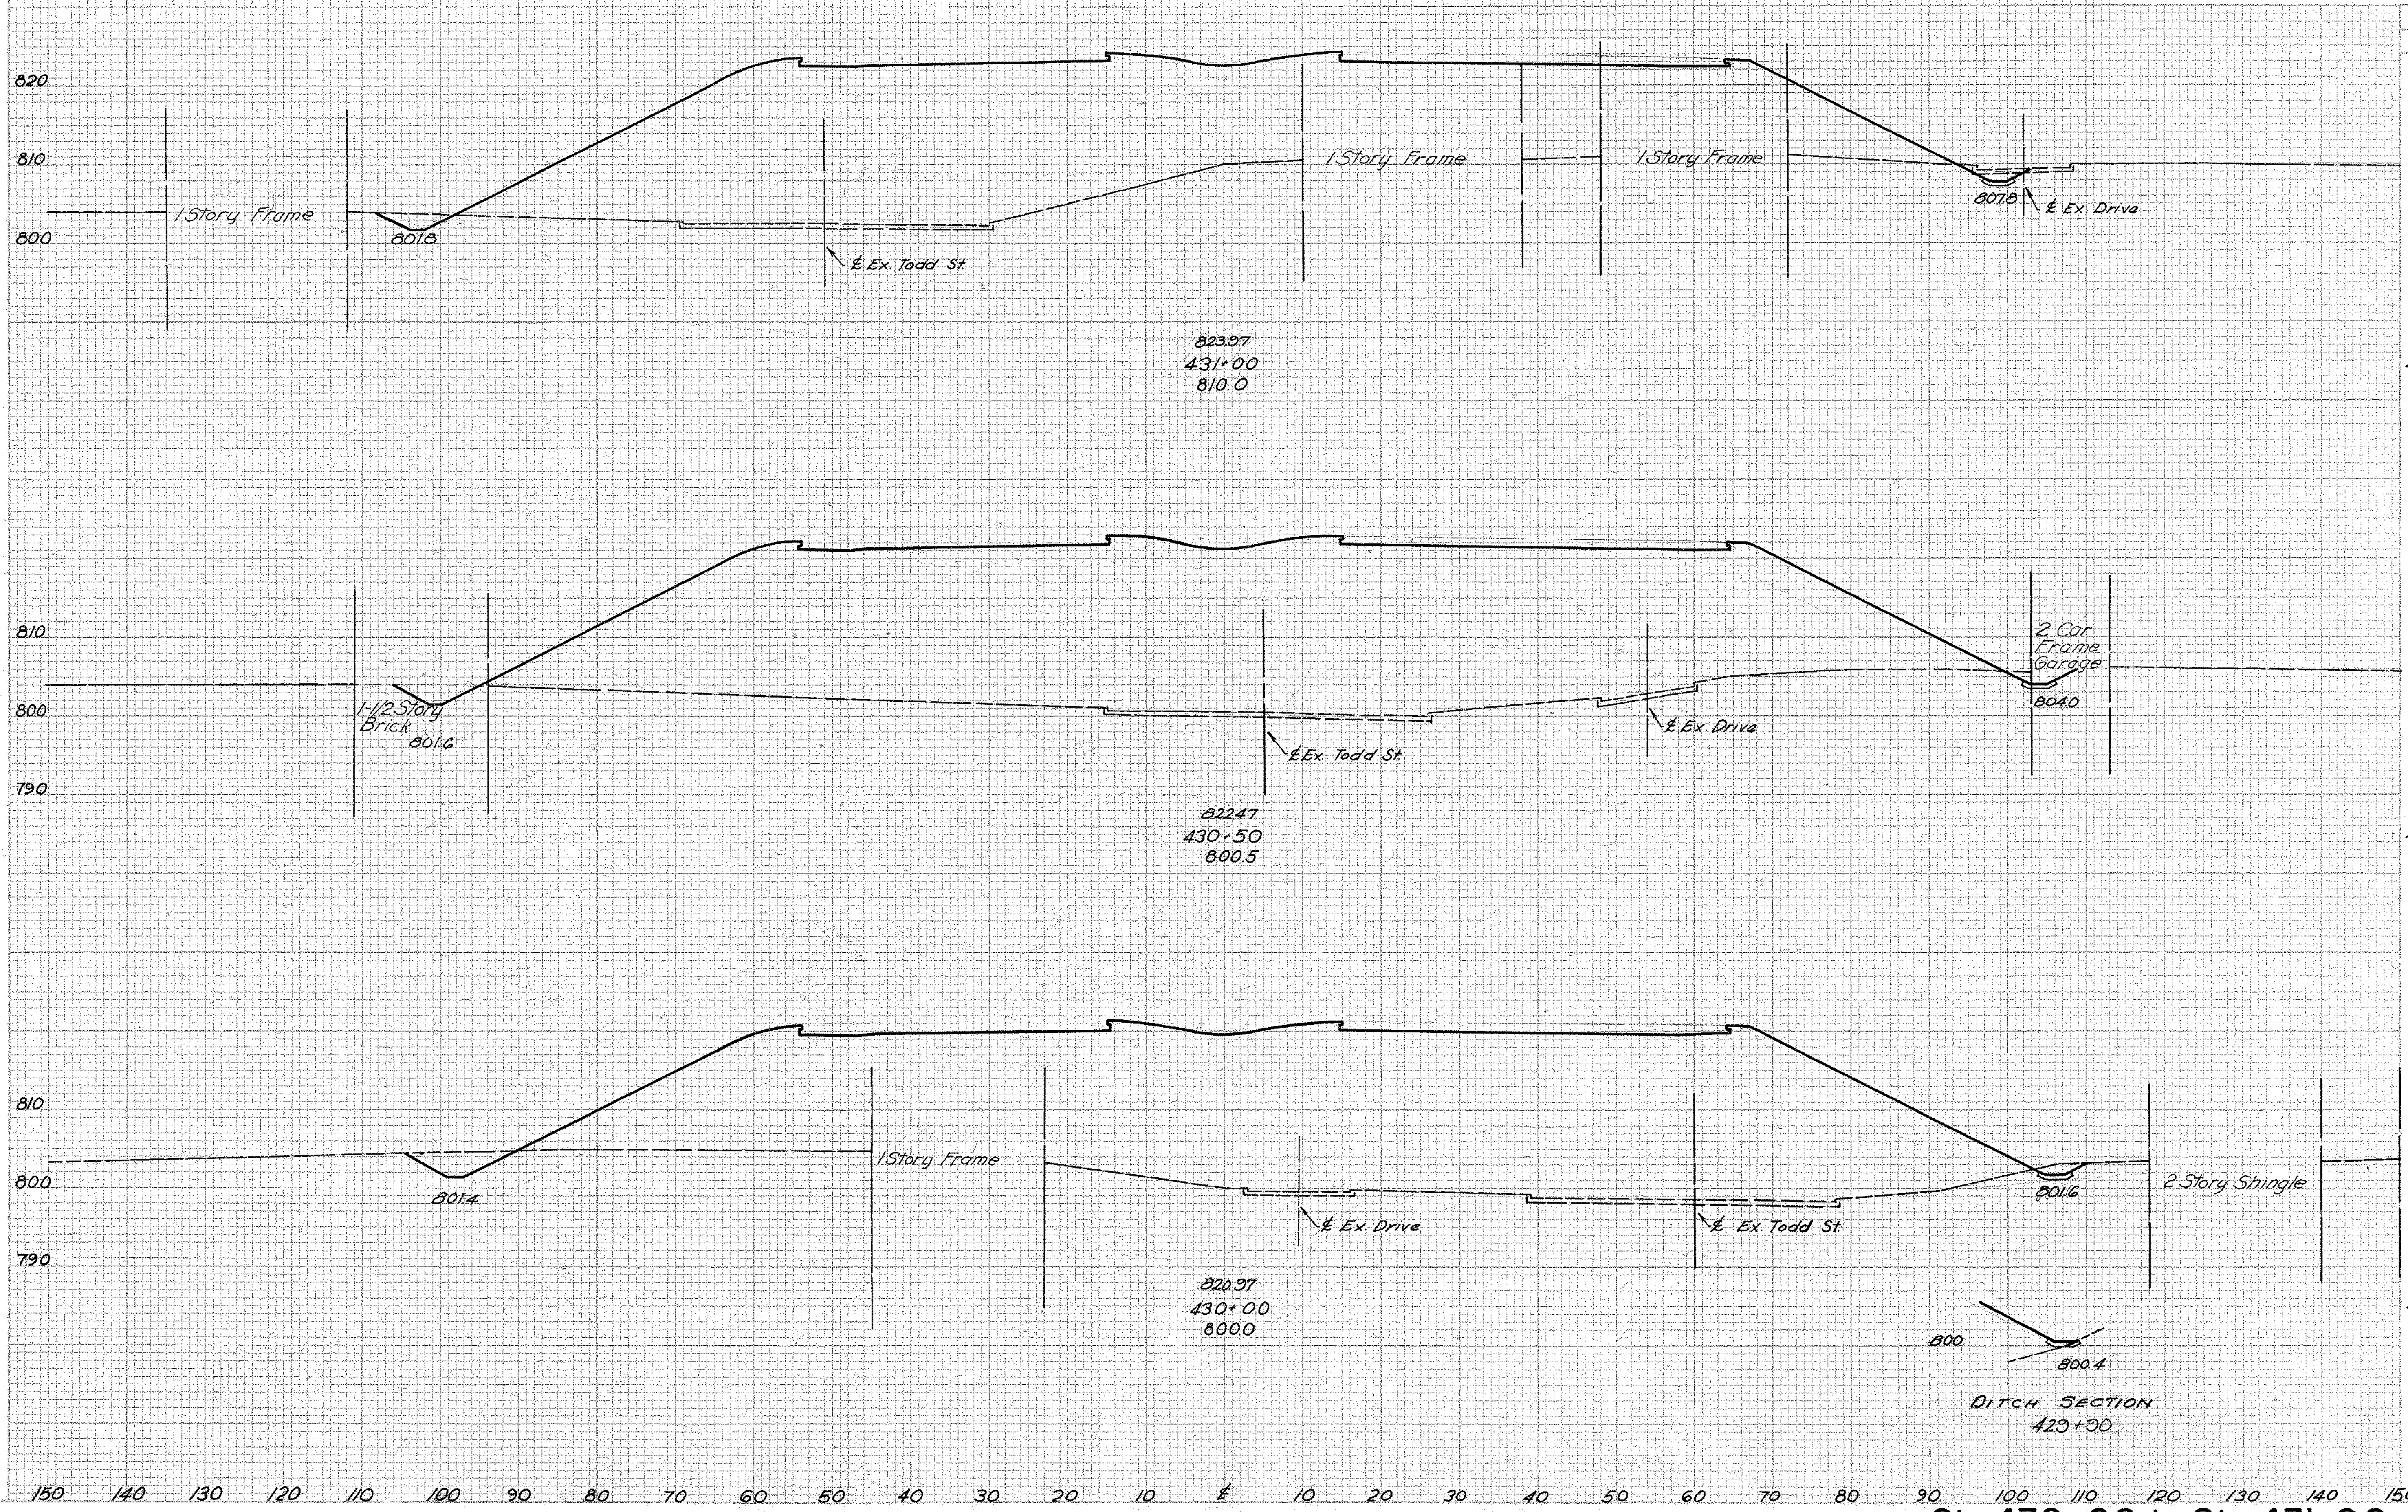 820
810
800
1 Story Frame
801.8
℄ Ex. Todd St.
1 Story Frame
1 Story Frame
807.8
℄ Ex. Drive
823.97
431+00
810.0
810
800
790
1-1/2 Story
Brick
801.6
℄ Ex. Todd St.
℄ Ex. Drive
2 Car
Frame
Garage
804.0
822.47
430+50
800.5
810
800
790
801.4
1 Story Frame
℄ Ex. Drive
℄ Ex. Todd St.
801.6
2 Story Shingle
820.97
430+00
800.0
800
800.4
DITCH SECTION
429+90
150 140 130 120 110 100 90 80 70 60 50 40 30 20 10 ℄ 10 20 30 40 50 60 70 80 90 100 110 120 130 140 150